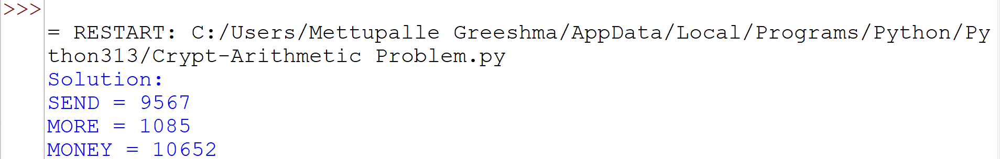 >>>
= RESTART: C:/Users/Mettupalle Greeshma/AppData/Local/Programs/Python/Py
thon313/Crypt-Arithmetic Problem.py
Solution:
SEND = 9567
MORE = 1085
MONEY = 10652